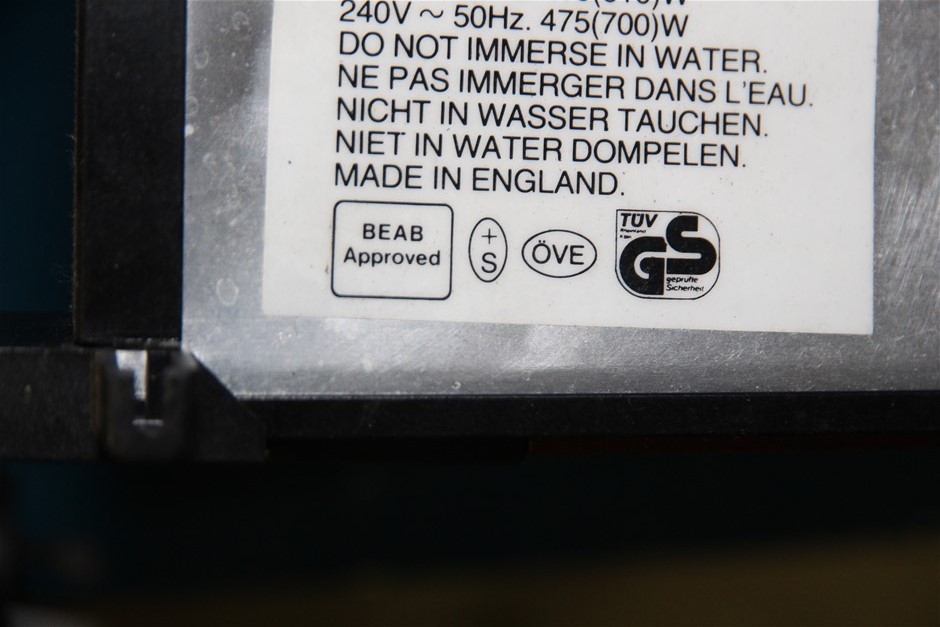 240V ~ 50Hz. 475(700)W
DO NOT IMMERSE IN WATER.
NE PAS IMMERGER DANS L'EAU.
NICHT IN WASSER TAUCHEN.
NIET IN WATER DOMPELEN.
MADE IN ENGLAND.
BEAB
Approved
+
S
ÖVE
TÜV
Rheinland
GS
geprüfte
Sicherheit